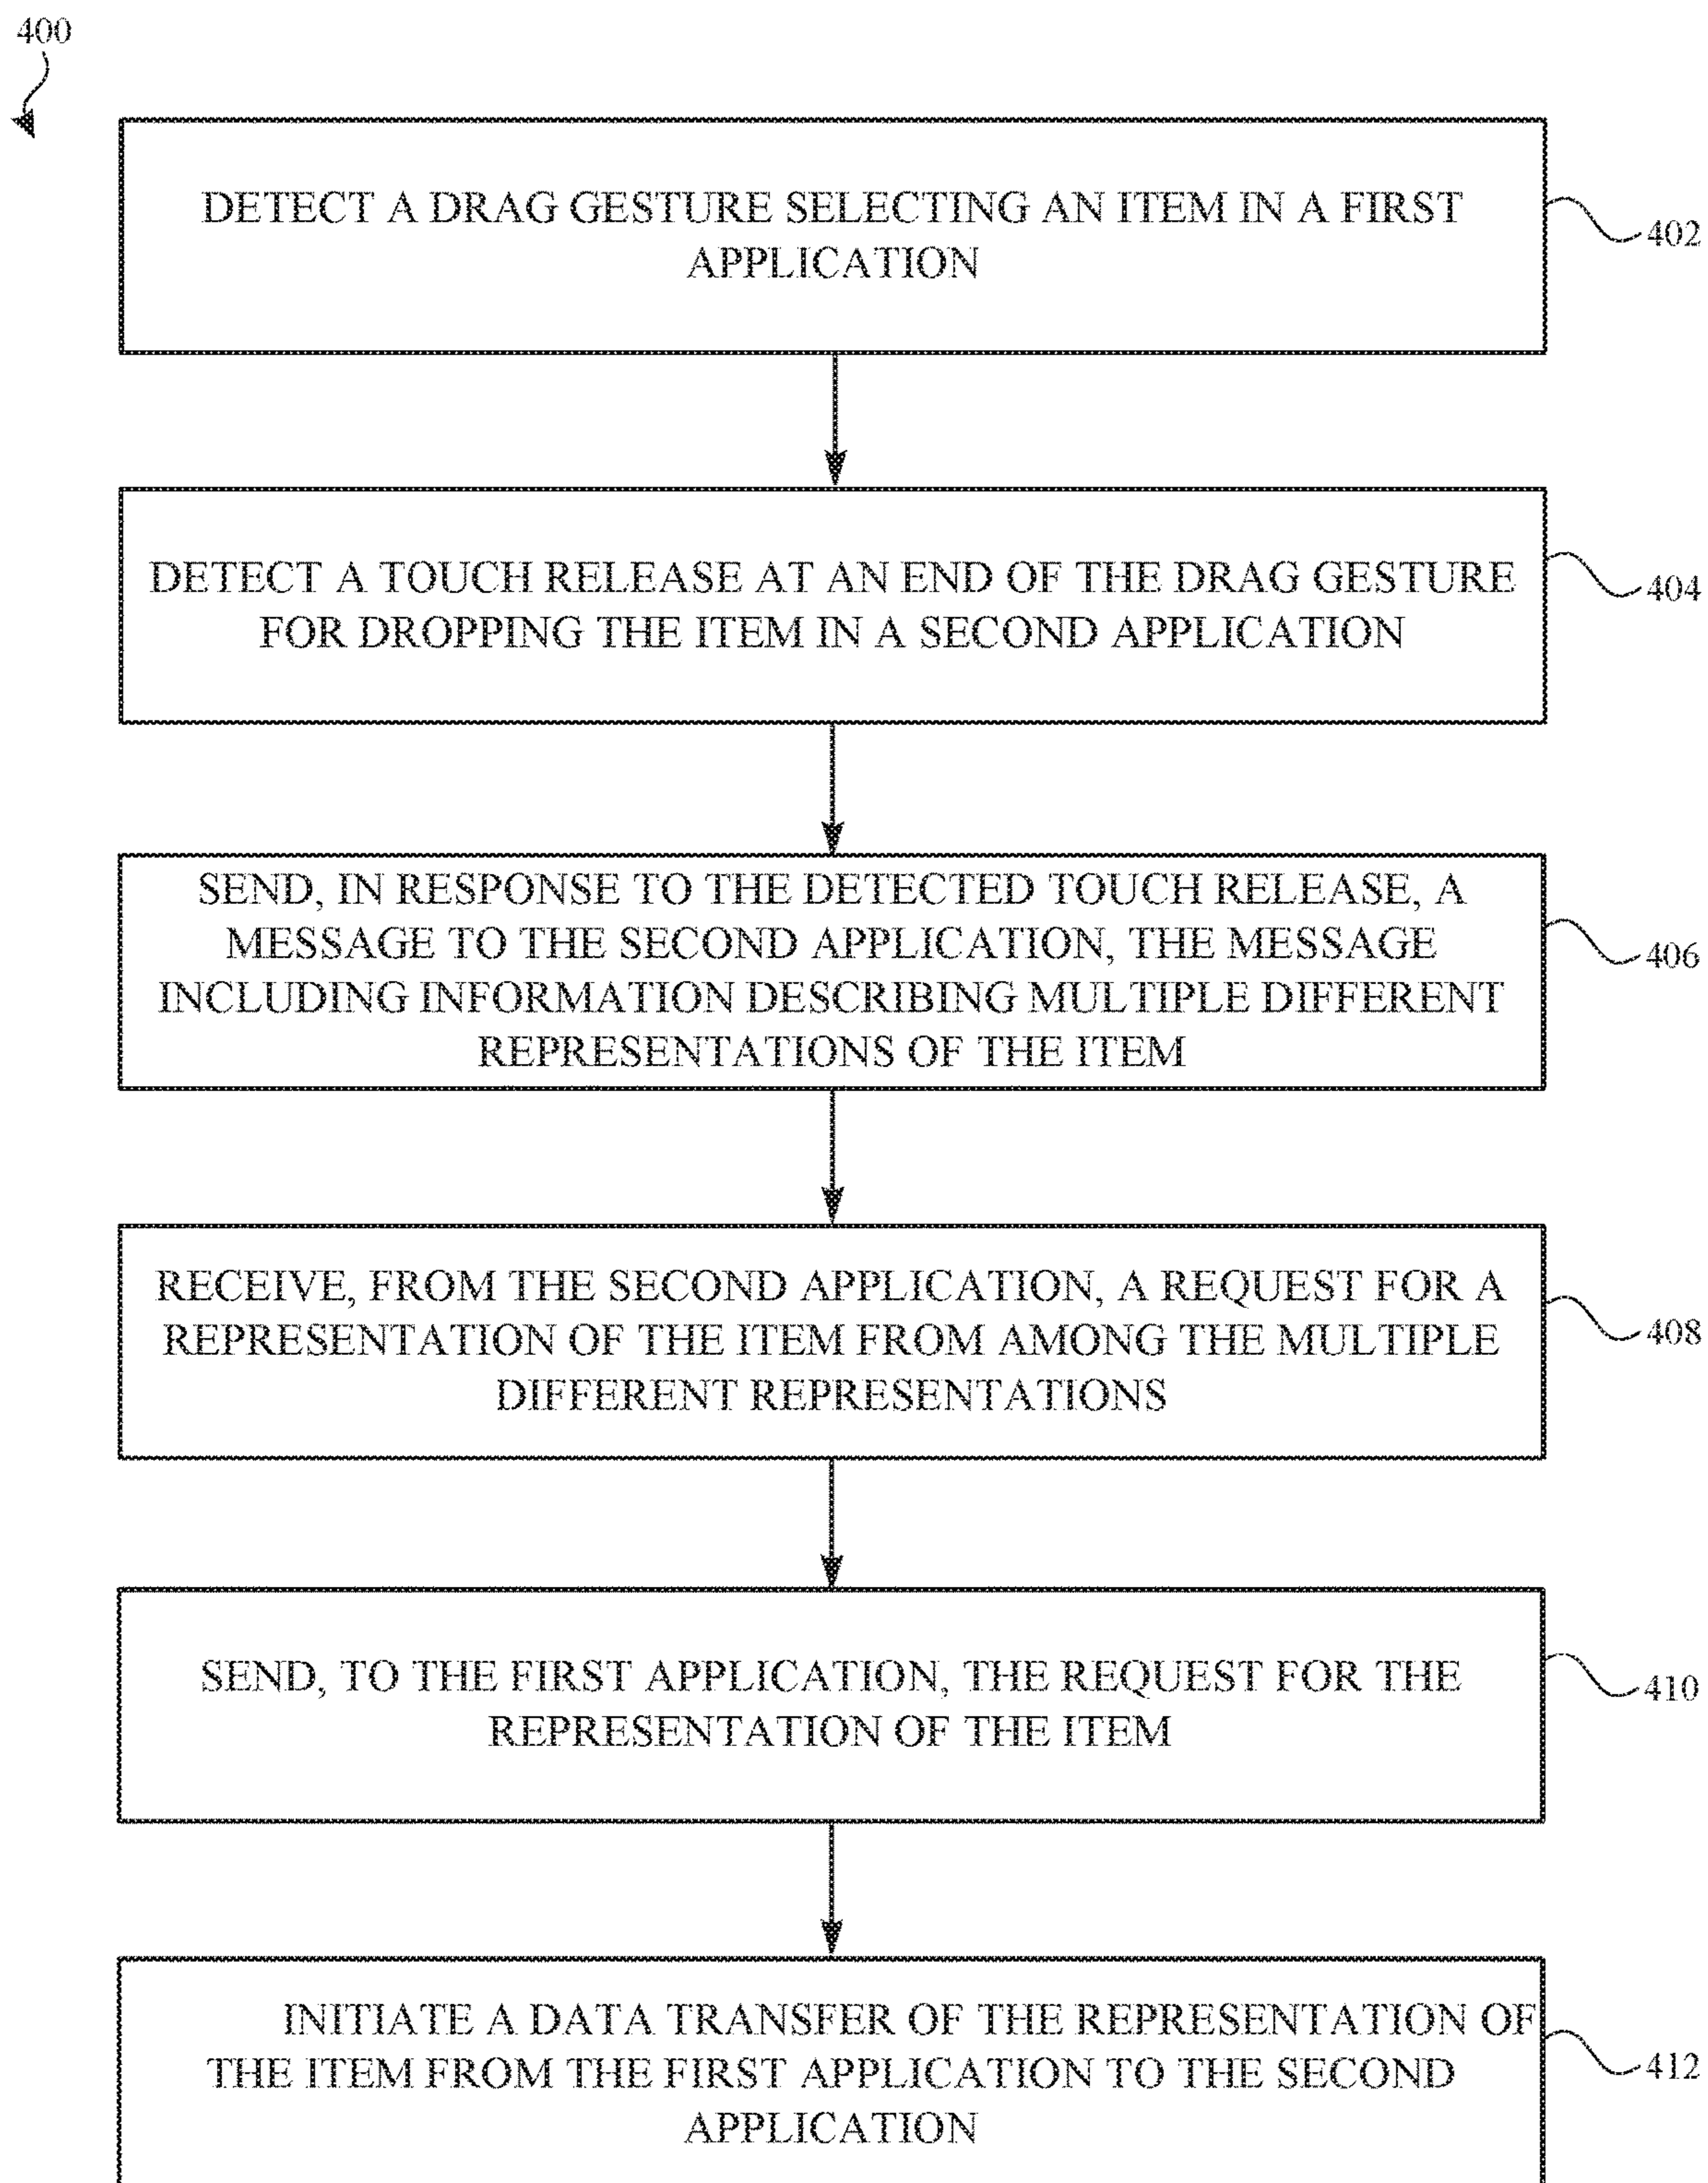 400
DETECT A DRAG GESTURE SELECTING AN ITEM IN A FIRST
APPLICATION
402
DETECT A TOUCH RELEASE AT AN END OF THE DRAG GESTURE
FOR DROPPING THE ITEM IN A SECOND APPLICATION
404
SEND, IN RESPONSE TO THE DETECTED TOUCH RELEASE, A
MESSAGE TO THE SECOND APPLICATION, THE MESSAGE
INCLUDING INFORMATION DESCRIBING MULTIPLE DIFFERENT
REPRESENTATIONS OF THE ITEM
406
RECEIVE, FROM THE SECOND APPLICATION, A REQUEST FOR A
REPRESENTATION OF THE ITEM FROM AMONG THE MULTIPLE
DIFFERENT REPRESENTATIONS
408
SEND, TO THE FIRST APPLICATION, THE REQUEST FOR THE
REPRESENTATION OF THE ITEM
410
INITIATE A DATA TRANSFER OF THE REPRESENTATION OF
THE ITEM FROM THE FIRST APPLICATION TO THE SECOND
APPLICATION
412